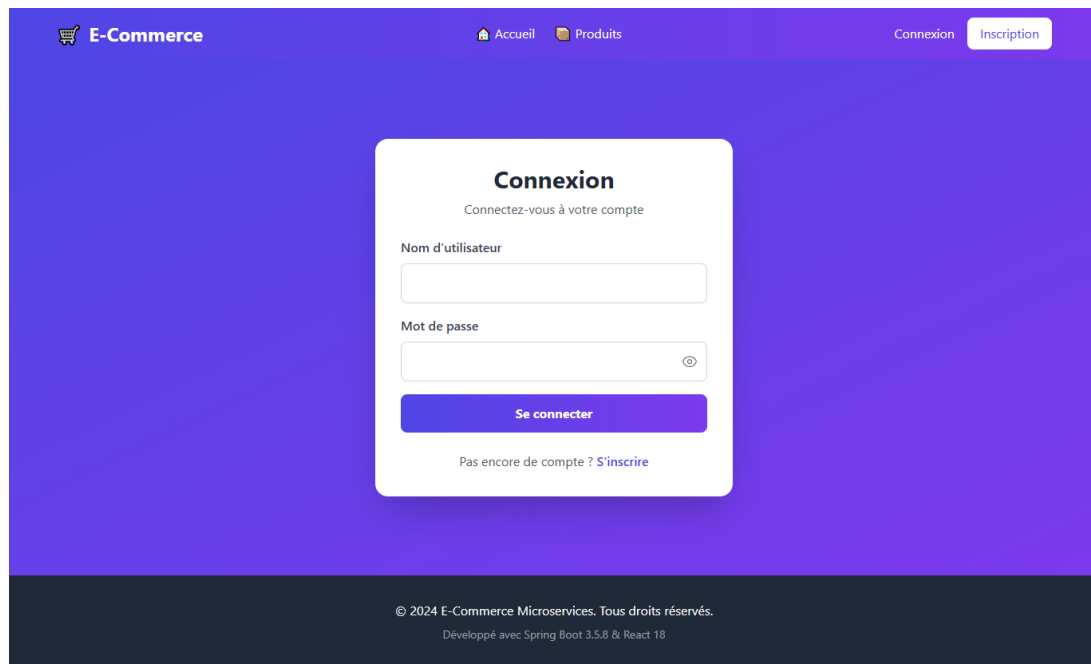 E-Commerce
Accueil
Produits
Connexion
Inscription
Connexion
Connectez-vous à votre compte
Nom d'utilisateur
Mot de passe
Se connecter
Pas encore de compte ? S'inscrire
© 2024 E-Commerce Microservices. Tous droits réservés.
Développé avec Spring Boot 3.5.8 & React 18